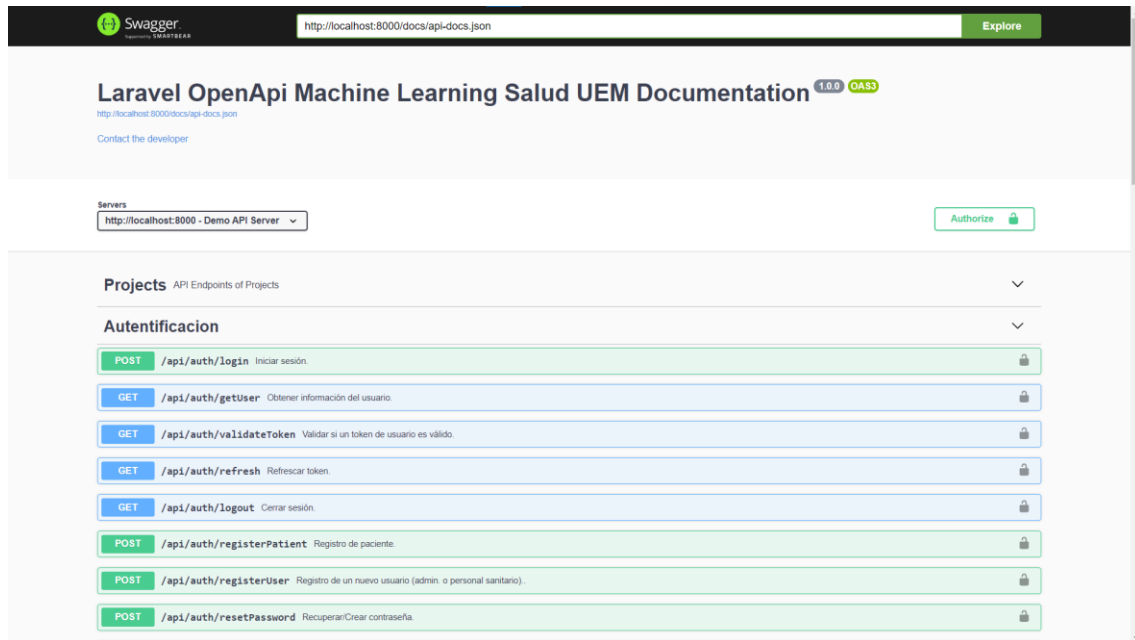 Swagger.
Supported by SMARTBEAR
http://localhost:8000/docs/api-docs.json
Explore
Laravel OpenApi Machine Learning Salud UEM Documentation 1.0.0 OAS3
http://localhost:8000/docs/api-docs.json
Contact the developer
Servers
http://localhost:8000 - Demo API Server
Authorize
Projects API Endpoints of Projects
Autentificacion
POST /api/auth/login Iniciar sesión.
GET /api/auth/getUser Obtener información del usuario.
GET /api/auth/validateToken Validar si un token de usuario es válido.
GET /api/auth/refresh Refrescar token.
GET /api/auth/logout Cerrar sesión.
POST /api/auth/registerPatient Registro de paciente.
POST /api/auth/registerUser Registro de un nuevo usuario (admin. o personal sanitario)..
POST /api/auth/resetPassword Recuperar/Crear contraseña.